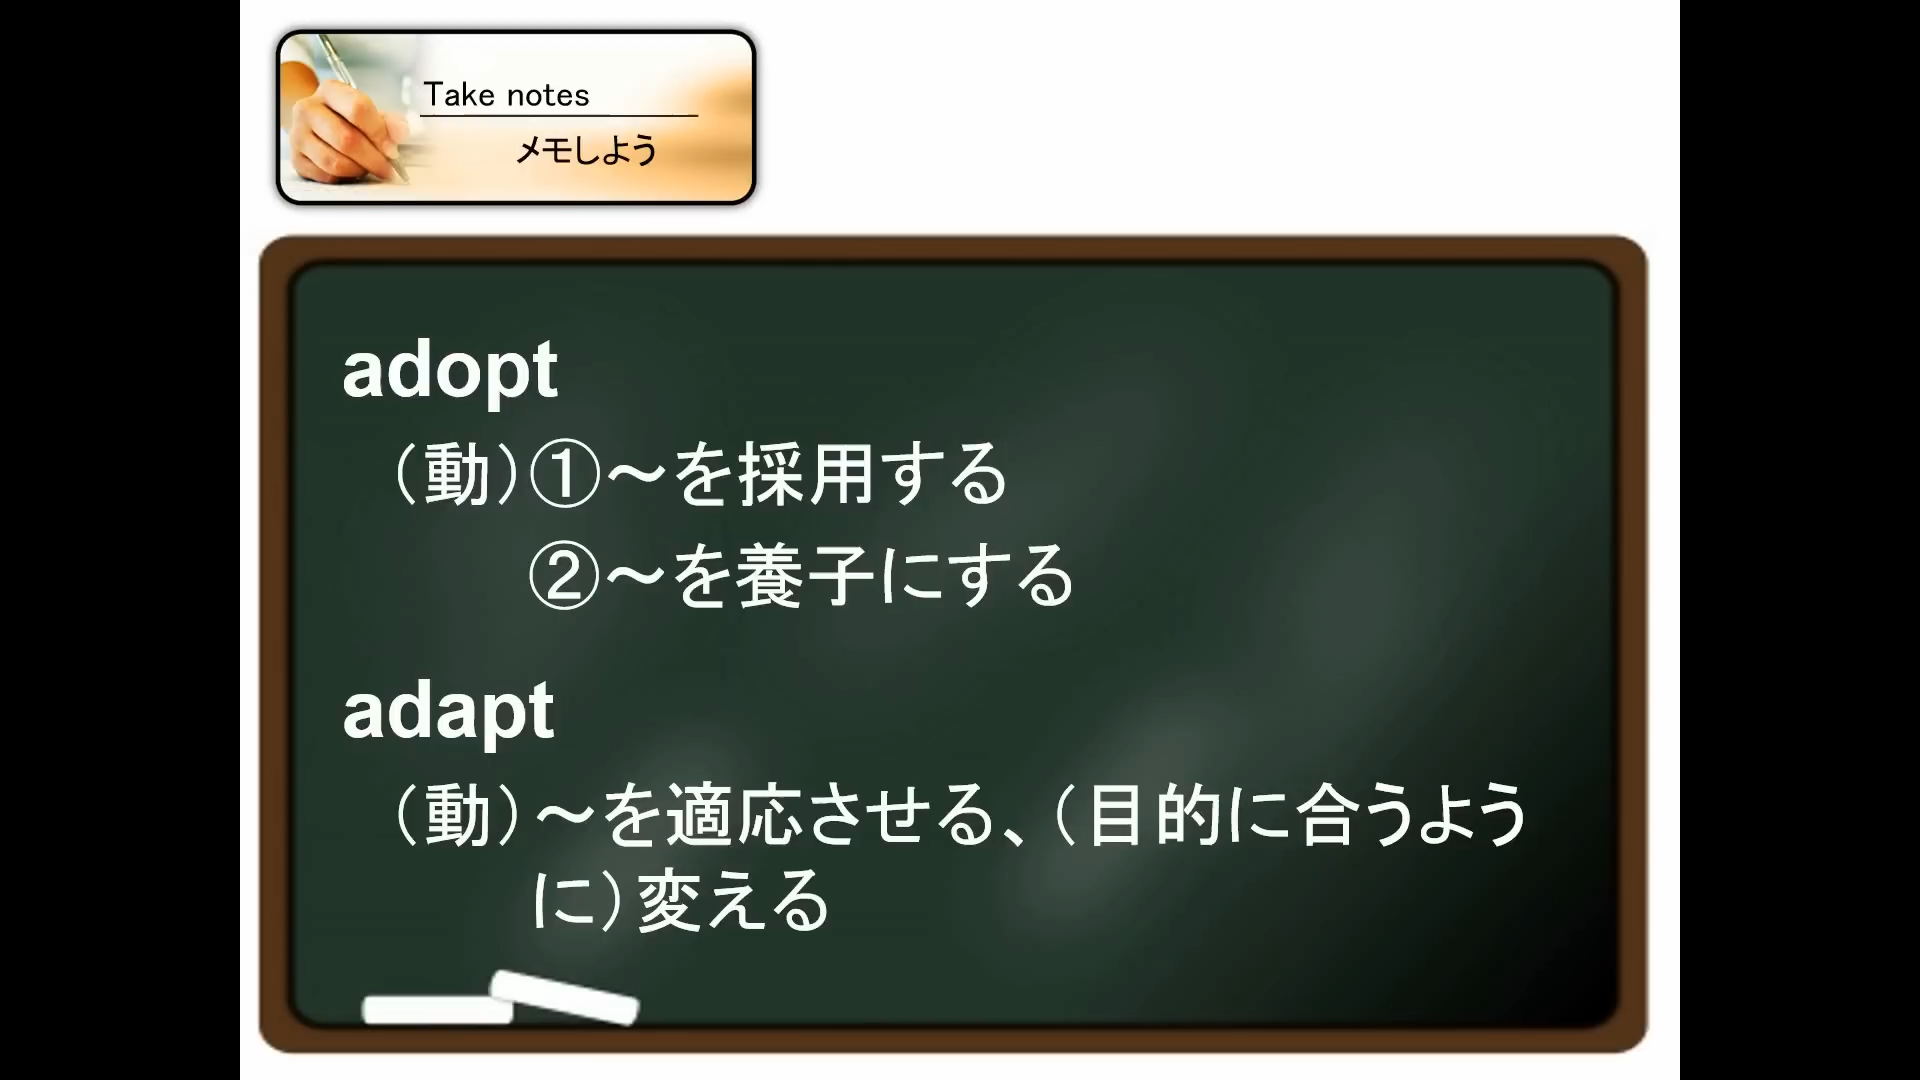 Take notes
メモしよう
adopt
（動）①～を採用する
②～を養子にする
adapt
（動）～を適応させる、（目的に合うよう
に）変える